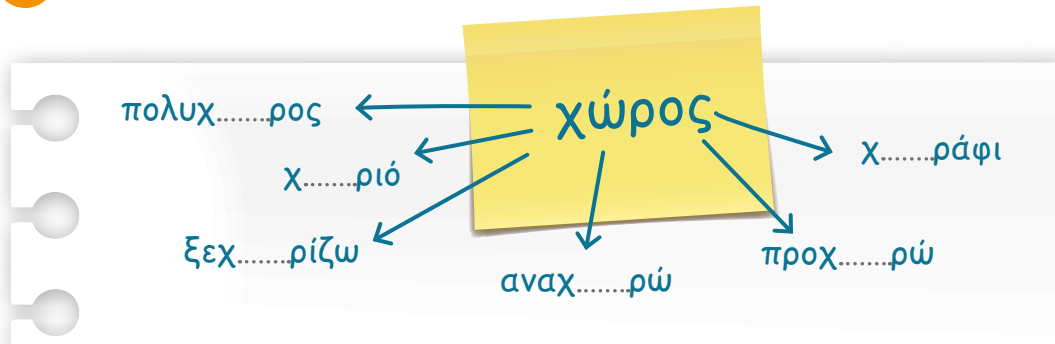 πολυχ........ρος
χώρος
χ........ράφι
χ........ριό
ξεχ........ρίζω
αναχ........ρώ
προχ........ρώ